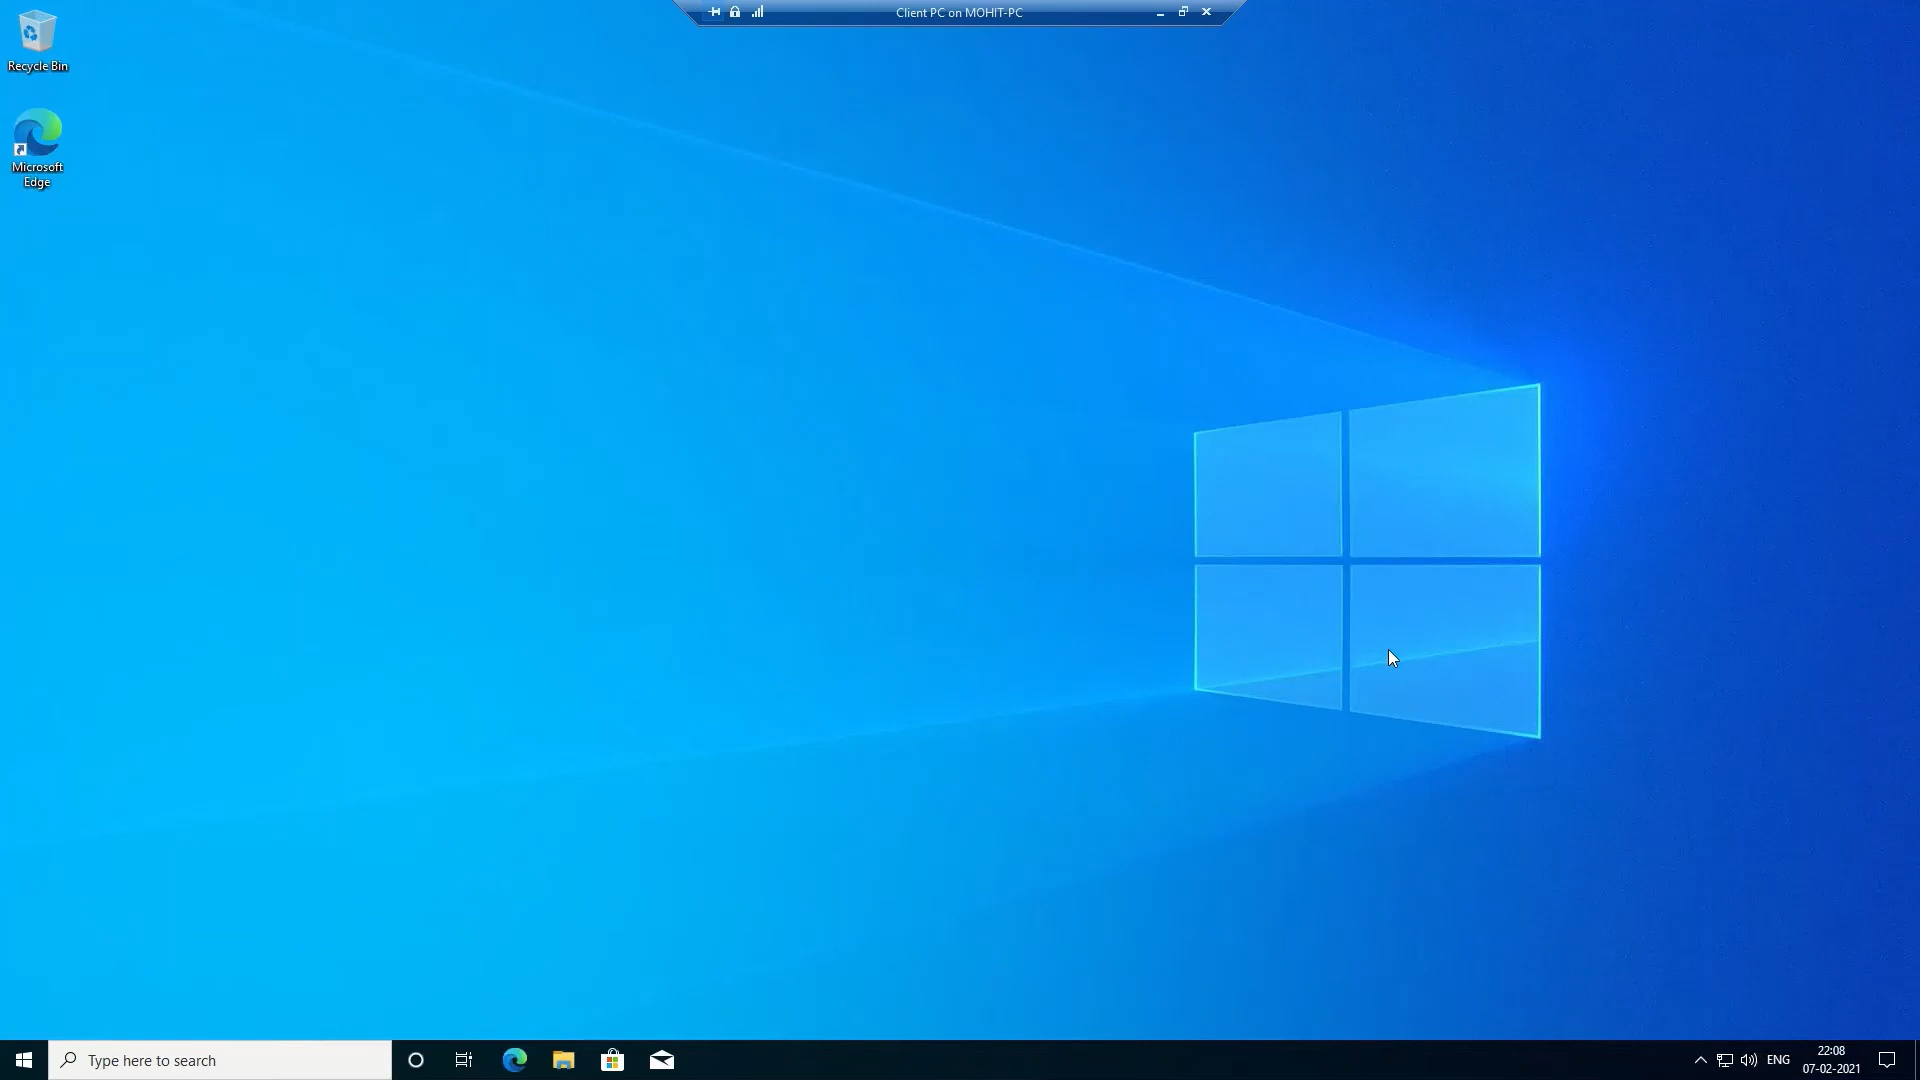 Client PC on MOHIT-PC
Recycle Bin
Microsoft
Edge
Type here to search
ENG
22:08
07-02-2021